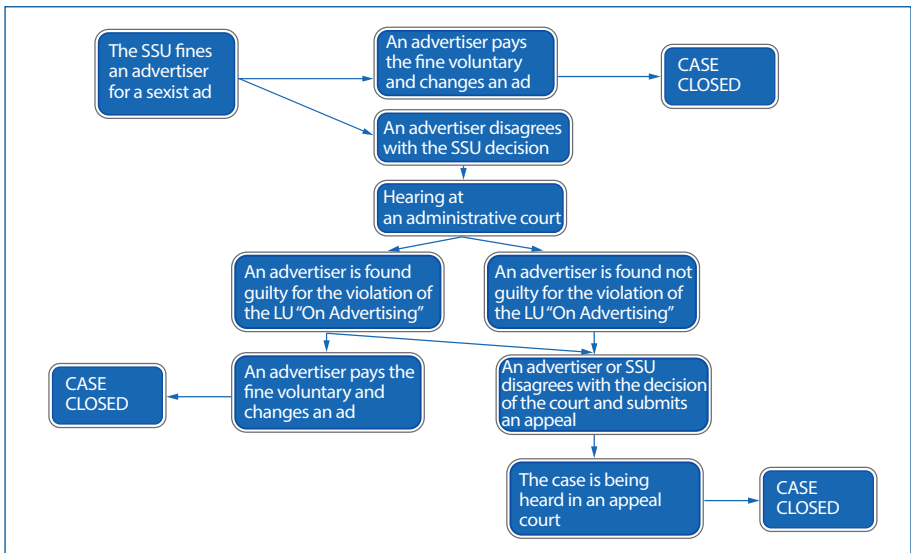 The SSU fines
an advertiser
for a sexist ad
An advertiser pays
the fine voluntary
and changes an ad
CASE
CLOSED
An advertiser disagrees
with the SSU decision
Hearing at
an administrative court
An advertiser is found
guilty for the violation of
the LU “On Advertising”
An advertiser is found not
guilty for the violation of
the LU “On Advertising”
CASE
CLOSED
An advertiser pays the
fine voluntary and
changes an ad
An advertiser or SSU
disagrees with the decision
of the court and submits
an appeal
The case is being
heard in an appeal
court
CASE
CLOSED